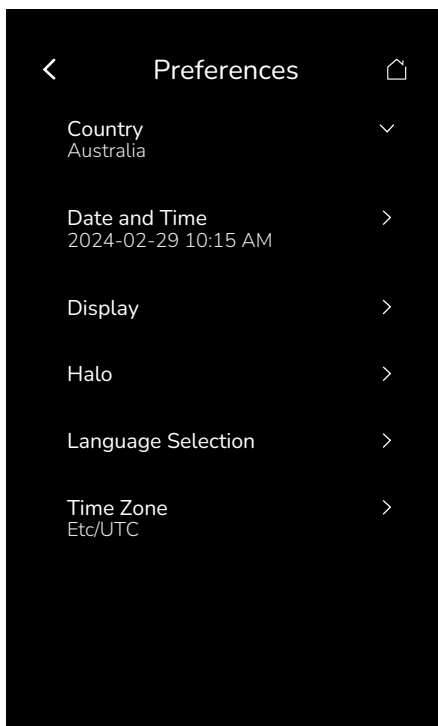 Preferences
Country
Australia
Date and Time
2024-02-29 10:15 AM
Display
Halo
Language Selection
Time Zone
Etc/UTC